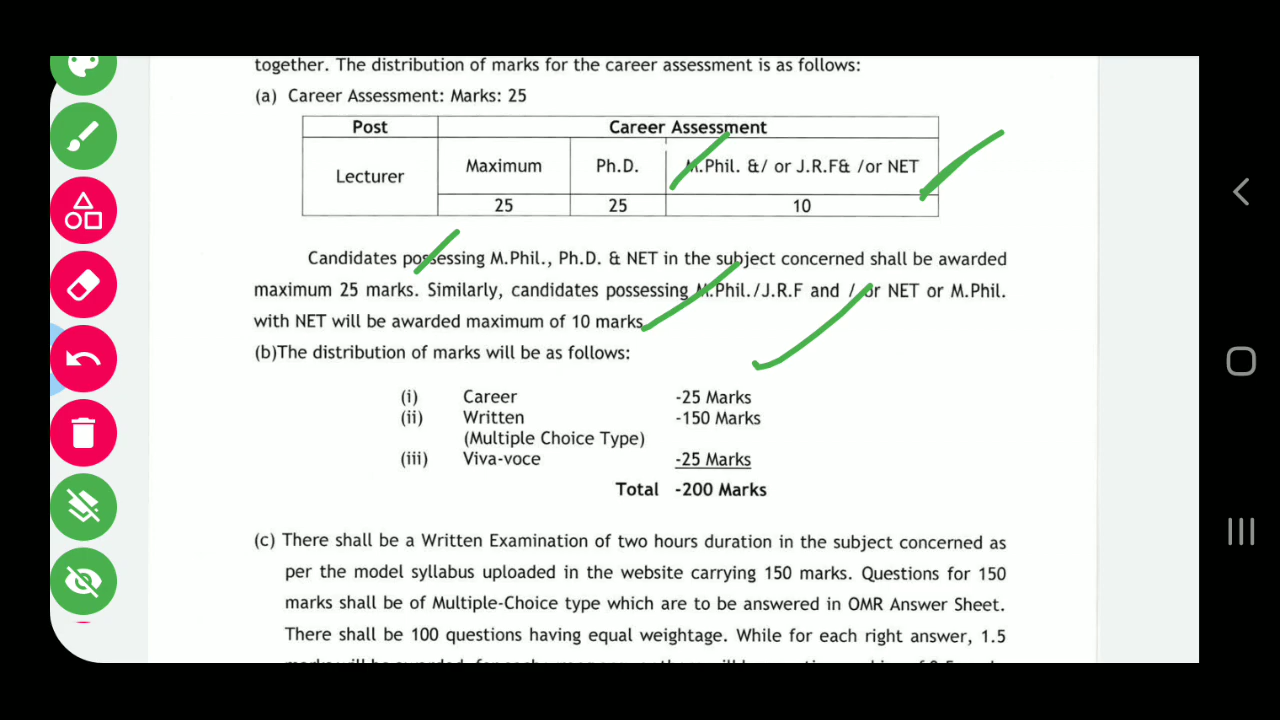 together. The distribution of marks for the career assessment is as follows:
(a) Career Assessment: Marks: 25
Post Career Assessment
Lecturer Maximum Ph.D. M.Phil. &/ or J.R.F& /or NET
25 25 10
Candidates possessing M.Phil., Ph.D. & NET in the subject concerned shall be awarded
maximum 25 marks. Similarly, candidates possessing M.Phil./J.R.F and / or NET or M.Phil.
with NET will be awarded maximum of 10 marks
(b)The distribution of marks will be as follows:
(i) Career -25 Marks
(ii) Written -150 Marks
(Multiple Choice Type)
(iii) Viva-voce -25 Marks
Total -200 Marks
(c) There shall be a Written Examination of two hours duration in the subject concerned as
per the model syllabus uploaded in the website carrying 150 marks. Questions for 150
marks shall be of Multiple-Choice type which are to be answered in OMR Answer Sheet.
There shall be 100 questions having equal weightage. While for each right answer, 1.5